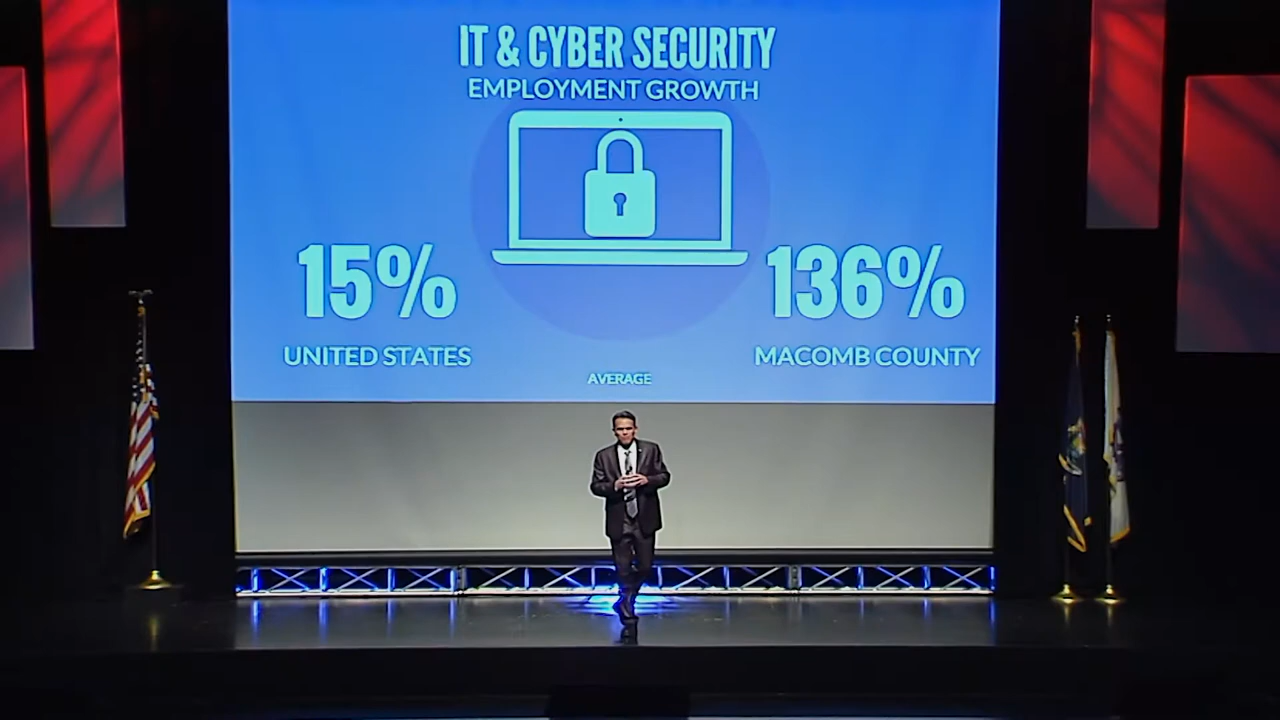 IT & CYBER SECURITY
EMPLOYMENT GROWTH
15%
136%
UNITED STATES
MACOMB COUNTY
AVERAGE